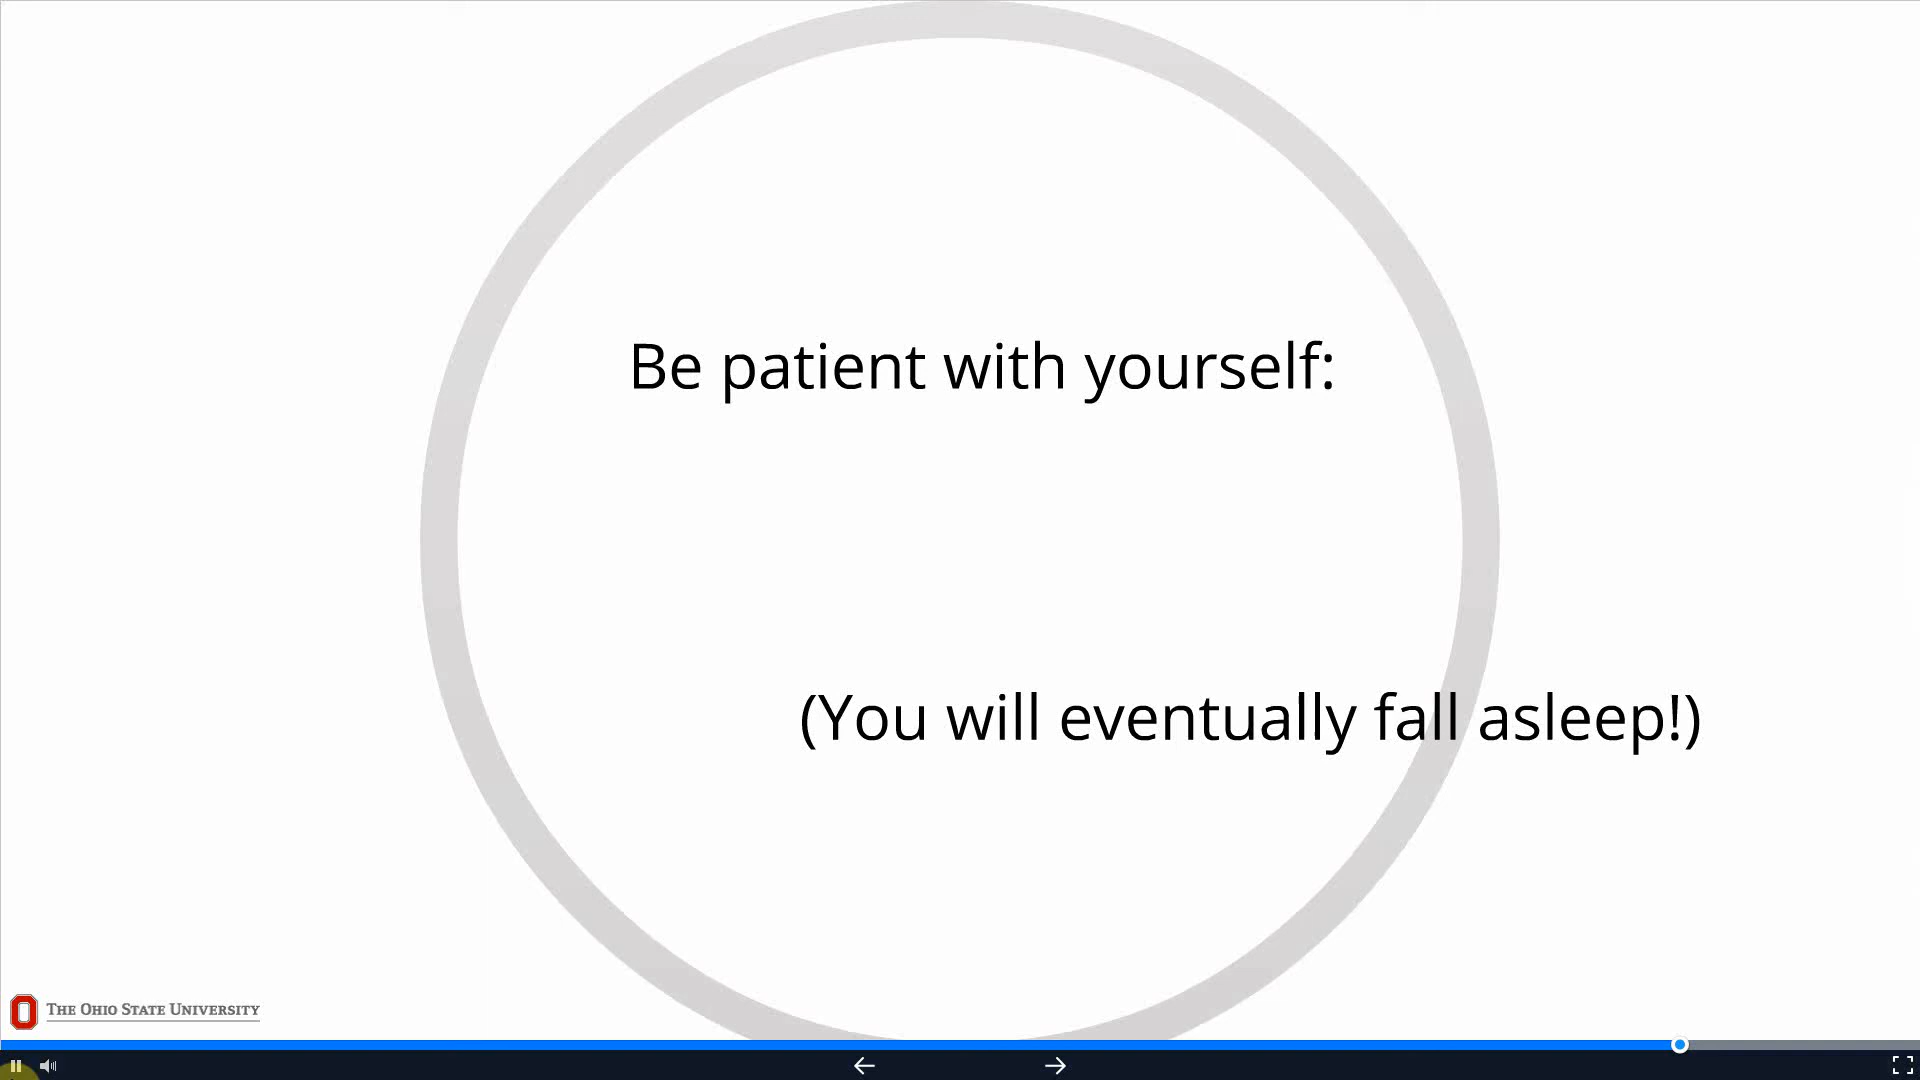 Be patient with yourself:
(You will eventually fall asleep!)
The Ohio State University